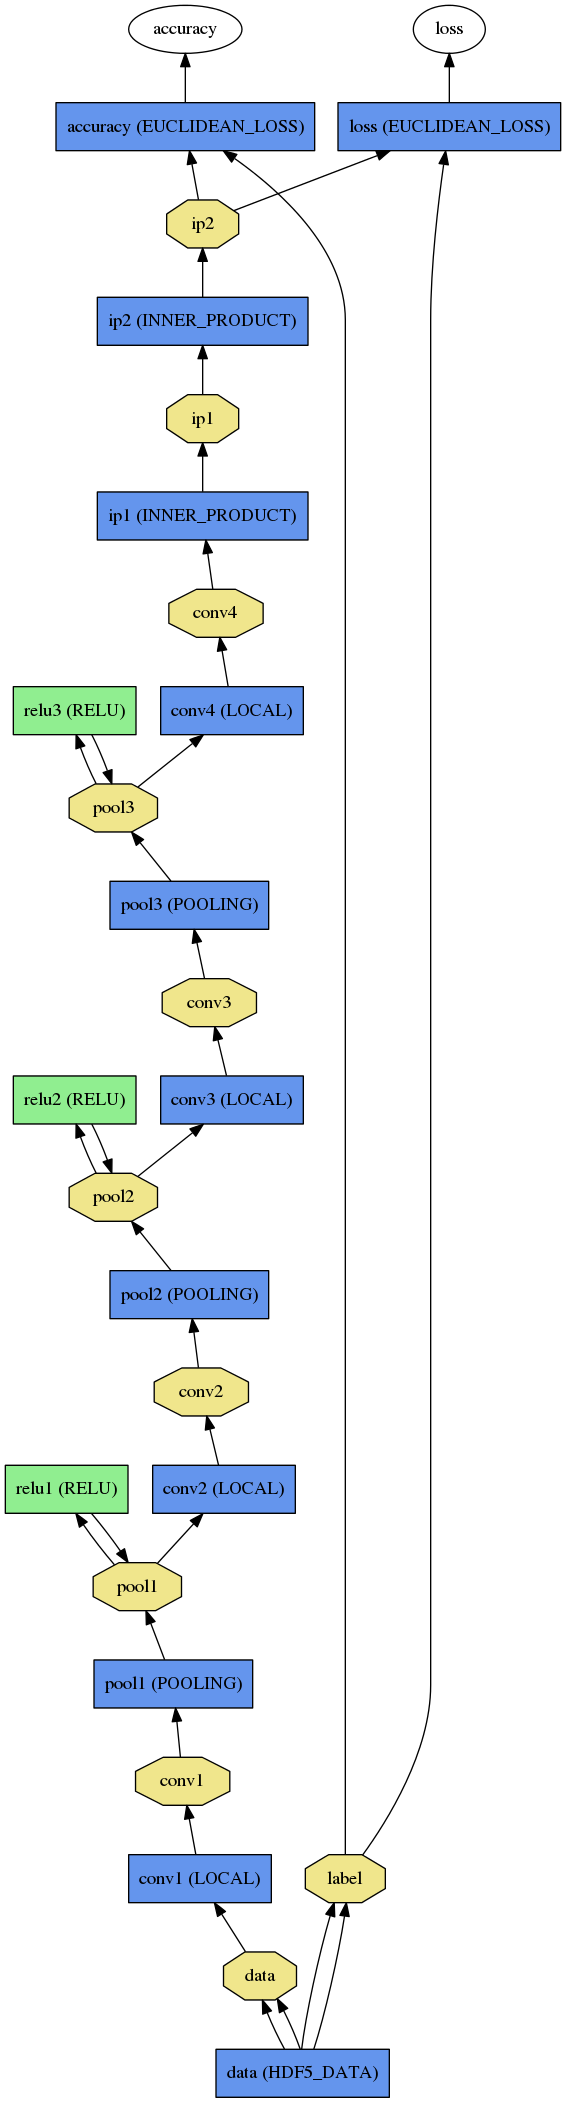 accuracy
loss
accuracy (EUCLIDEAN_LOSS)
loss (EUCLIDEAN_LOSS)
ip2
ip2 (INNER_PRODUCT)
ip1
ip1 (INNER_PRODUCT)
conv4
relu3 (RELU)
conv4 (LOCAL)
pool3
pool3 (POOLING)
conv3
relu2 (RELU)
conv3 (LOCAL)
pool2
pool2 (POOLING)
conv2
relu1 (RELU)
conv2 (LOCAL)
pool1
pool1 (POOLING)
conv1
conv1 (LOCAL)
label
data
data (HDF5_DATA)